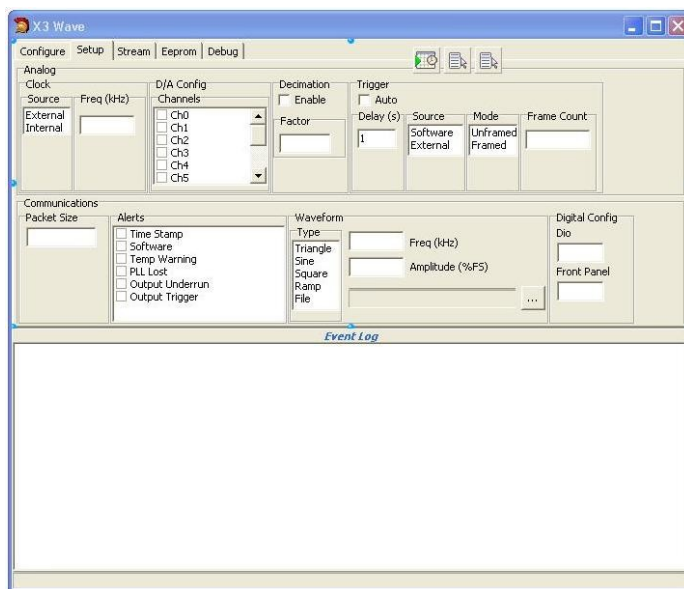 X3 Wave
Configure Setup Stream Eeprom Debug
Analog
Clock D/A Config Decimation Trigger
Source Freq (kHz) Channels Enable Auto
External
Internal
Ch0
Ch1
Ch2
Ch3
Ch4
Ch5
Factor
Delay (s) Source Mode Frame Count
1
Software
External
Unframed
Framed
Communications
Packet Size Alerts Waveform Digital Config
Time Stamp
Software
Temp Warning
PLL Lost
Output Underrun
Output Trigger
Type
Triangle
Sine
Square
Ramp
File
Freq (kHz)
Amplitude (%FS)
...
Dio
Front Panel
Event Log